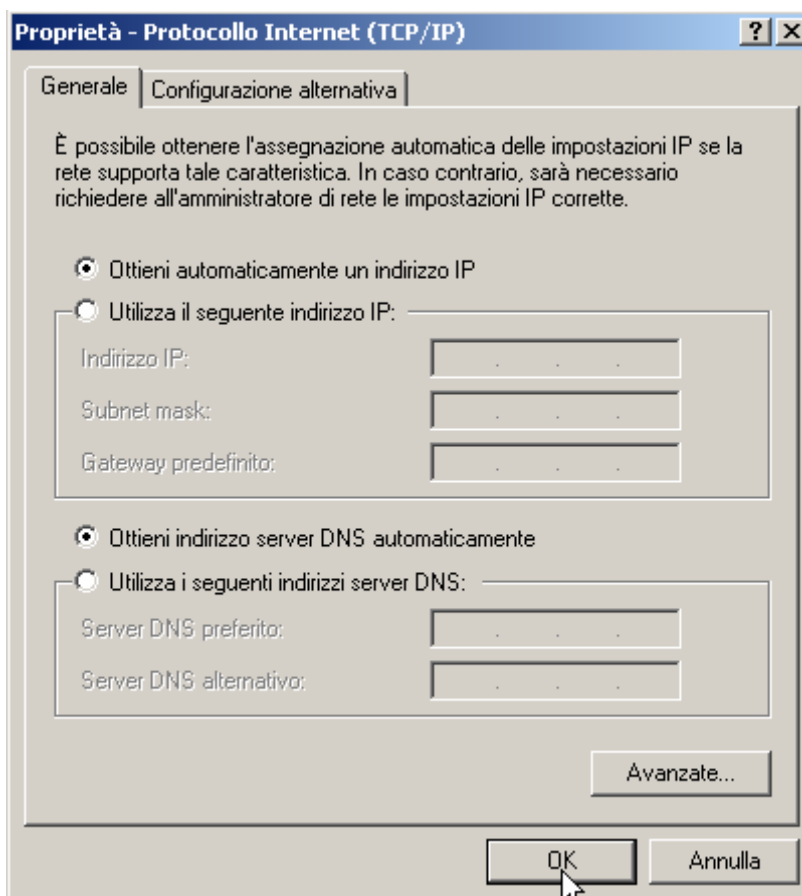 Proprietà - Protocollo Internet (TCP/IP)
Generale
Configurazione alternativa
È possibile ottenere l'assegnazione automatica delle impostazioni IP se la
rete supporta tale caratteristica. In caso contrario, sarà necessario
richiedere all'amministratore di rete le impostazioni IP corrette.
Ottieni automaticamente un indirizzo IP
Utilizza il seguente indirizzo IP:
Indirizzo IP:
Subnet mask:
Gateway predefinito:
Ottieni indirizzo server DNS automaticamente
Utilizza i seguenti indirizzi server DNS:
Server DNS preferito:
Server DNS alternativo:
Avanzate...
OK
Annulla